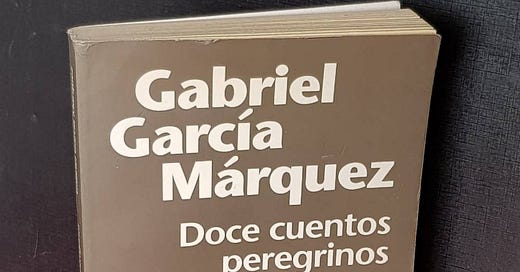 Gabriel
García
Márquez
Doce cuentos
peregrinos